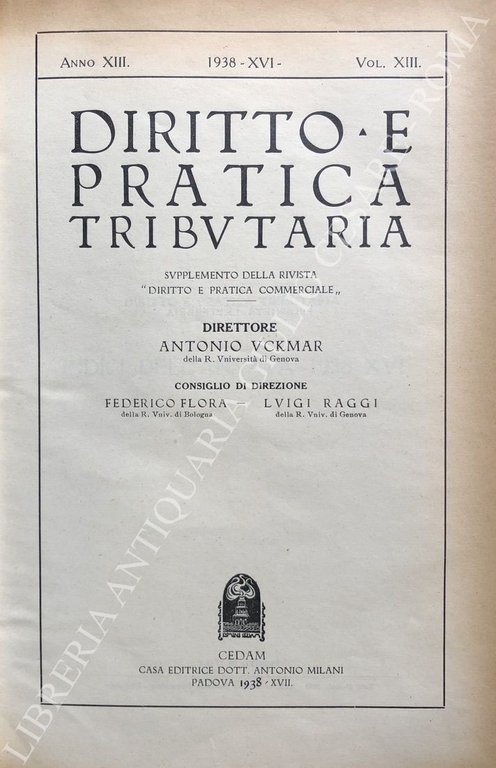 ANNO XIII.
1938 - XVI -
VOL. XIII.
DIRITTO · E
PRATICA
TRIBVTARIA
SVPPLEMENTO DELLA RIVISTA
"DIRITTO E PRATICA COMMERCIALE„
DIRETTORE
ANTONIO VCKMAR
della R. Vniversità di Genova
CONSIGLIO DI DIREZIONE
FEDERICO FLORA — LVIGI RAGGI
della R. Vniv. di Bologna
della R. Vniv. di Genova
CEDAM
CASA EDITRICE DOTT. ANTONIO MILANI
PADOVA 1938 - XVII.
LIBRERIA ANTIQUARIA GIULIO CESARE - ROMA